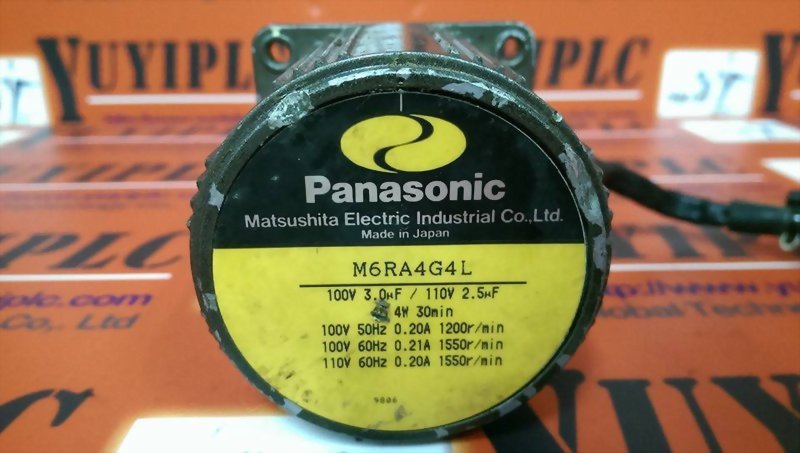 YUYIPLC
YUYIPLC
Panasonic
Matsushita Electric Industrial Co.,Ltd.
Made in Japan
M6RA4G4L
100V 3.0µF / 110V 2.5µF
4W 30min
100V 50Hz 0.20A 1200r/min
100V 60Hz 0.21A 1550r/min
110V 60Hz 0.20A 1550r/min
9806